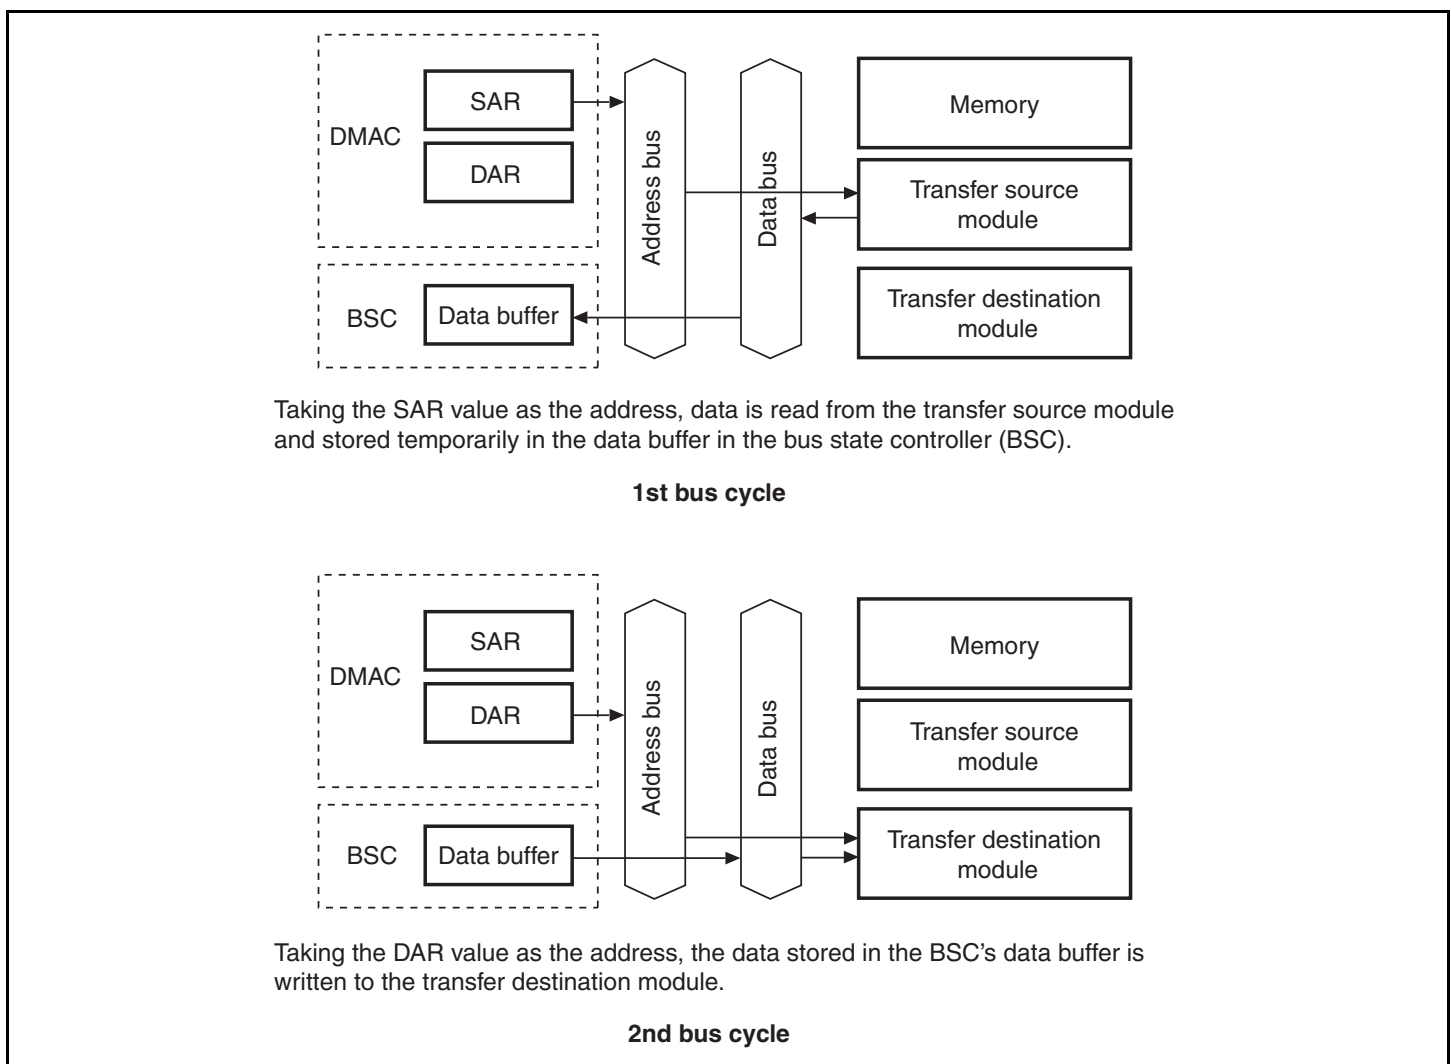 SAR
DMAC
DAR
BSC
Data buffer
Address bus
Data bus
Memory
Transfer source
module
Transfer destination
module
Taking the SAR value as the address, data is read from the transfer source module
and stored temporarily in the data buffer in the bus state controller (BSC).
1st bus cycle
SAR
DMAC
DAR
BSC
Data buffer
Address bus
Data bus
Memory
Transfer source
module
Transfer destination
module
Taking the DAR value as the address, the data stored in the BSC’s data buffer is
written to the transfer destination module.
2nd bus cycle